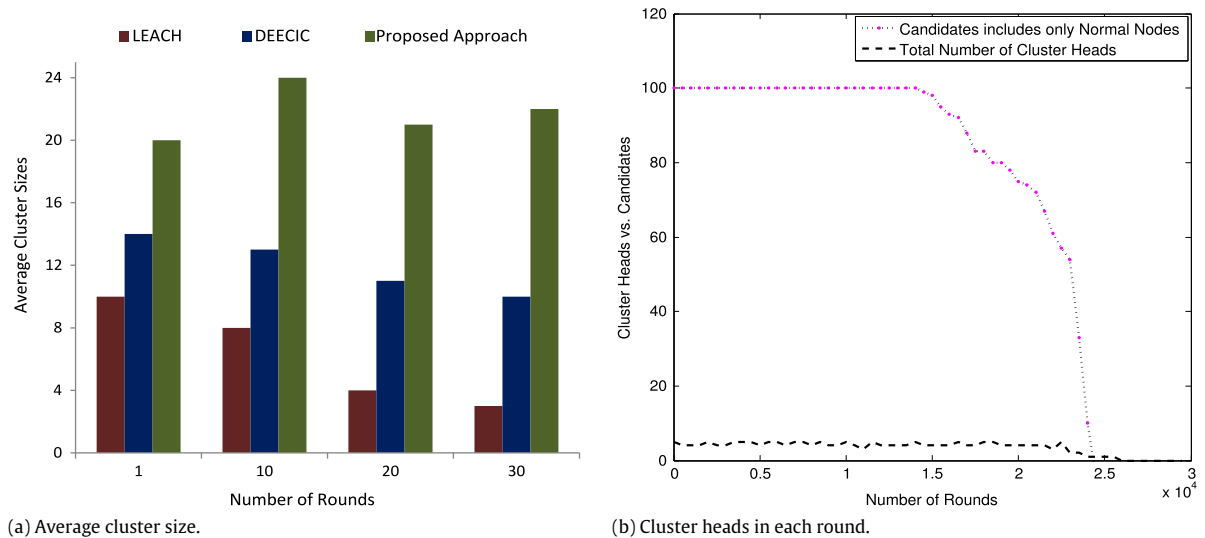 LEACH
DEECIC
Proposed Approach
Average Cluster Sizes
24
20
16
12
8
4
0
1
10
20
30
Number of Rounds
(a) Average cluster size.
Candidates includes only Normal Nodes
Total Number of Cluster Heads
Cluster Heads vs. Candidates
120
100
80
60
40
20
0
0
0.5
1
1.5
2
2.5
3
x 10⁴
Number of Rounds
(b) Cluster heads in each round.